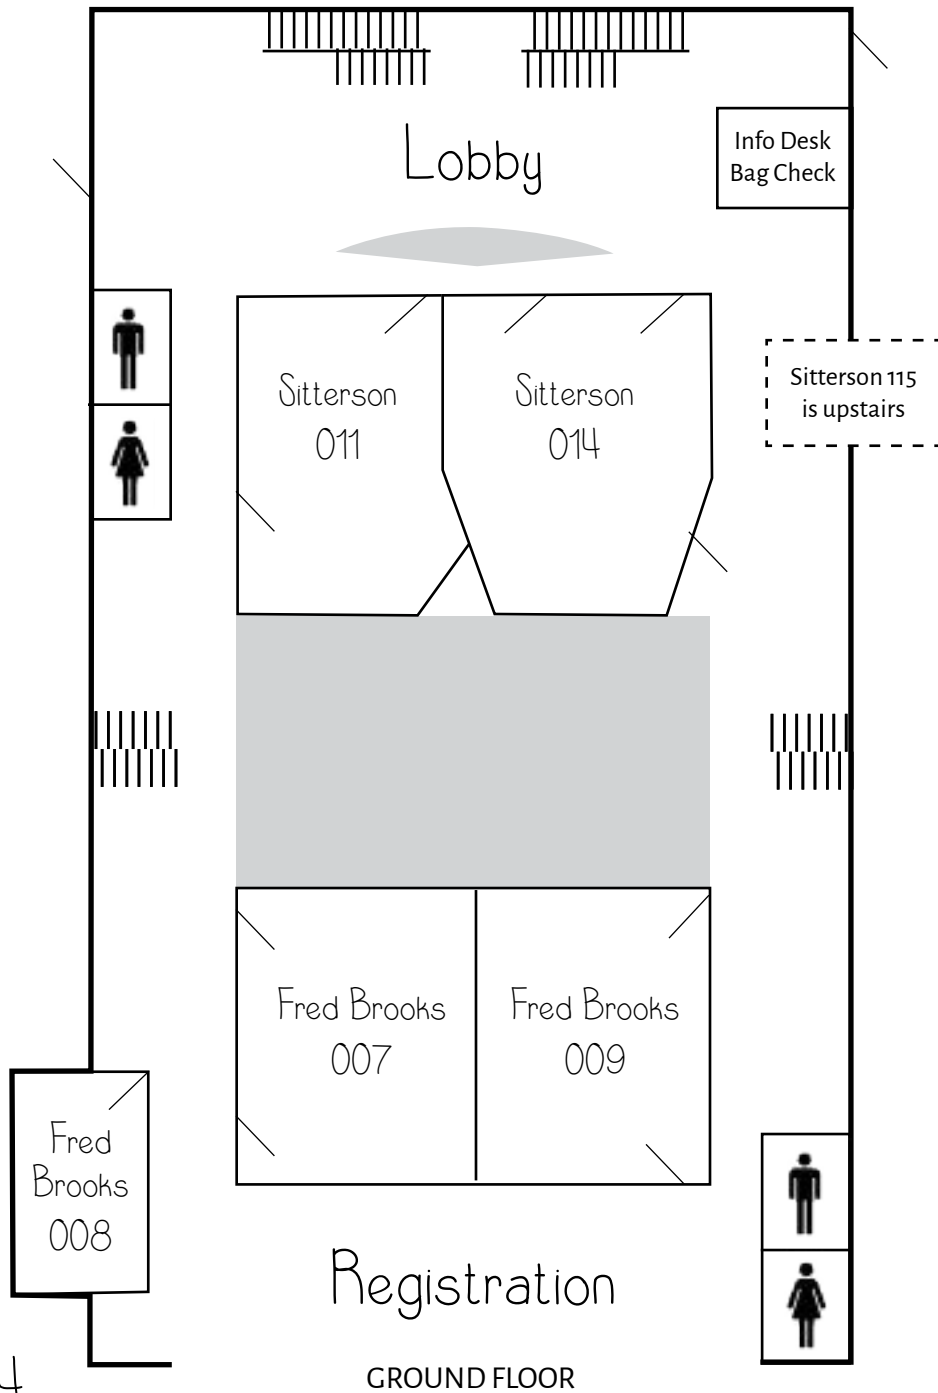 Lobby
Info Desk
Bag Check
Sitterson
011
Sitterson
014
Sitterson 115
is upstairs
Fred Brooks
007
Fred Brooks
009
Fred
Brooks
008
Registration
GROUND FLOOR